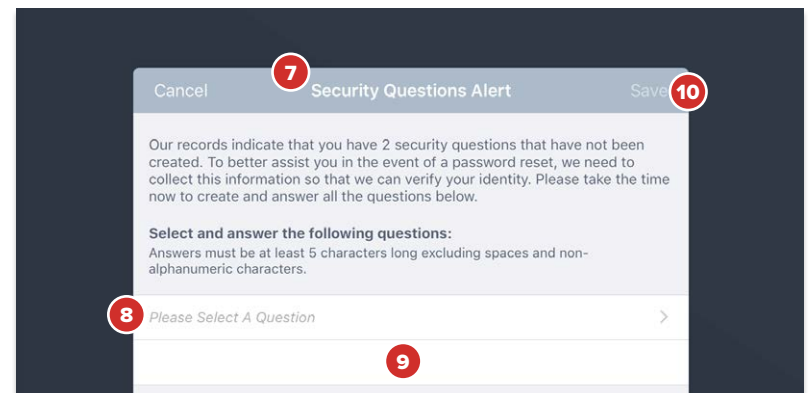 7
Cancel Security Questions Alert Save 10
Our records indicate that you have 2 security questions that have not been
created. To better assist you in the event of a password reset, we need to
collect this information so that we can verify your identity. Please take the time
now to create and answer all the questions below.
Select and answer the following questions:
Answers must be at least 5 characters long excluding spaces and non-
alphanumeric characters.
8 Please Select A Question
9